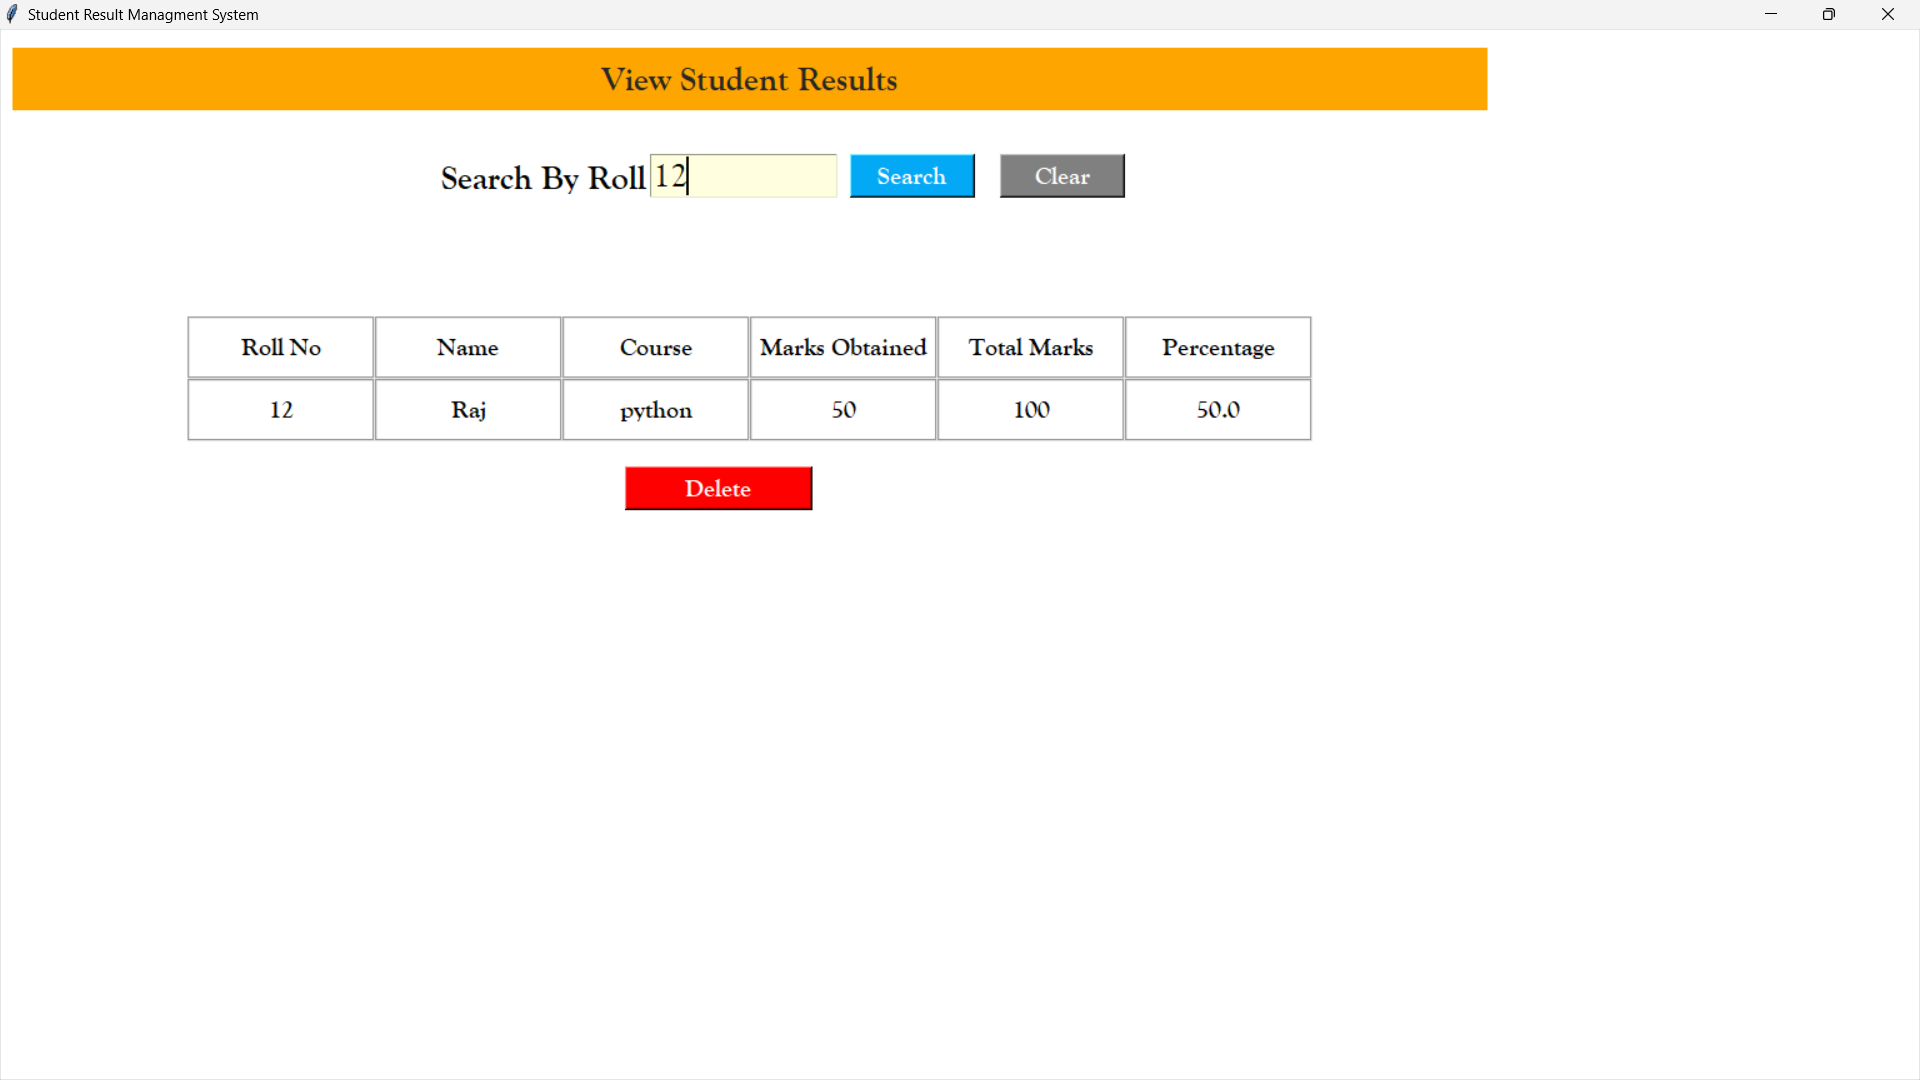 Student Result Managment System
View Student Results
Search By Roll 12 Search Clear
Roll No Name Course Marks Obtained Total Marks Percentage
12 Raj python 50 100 50.0
Delete